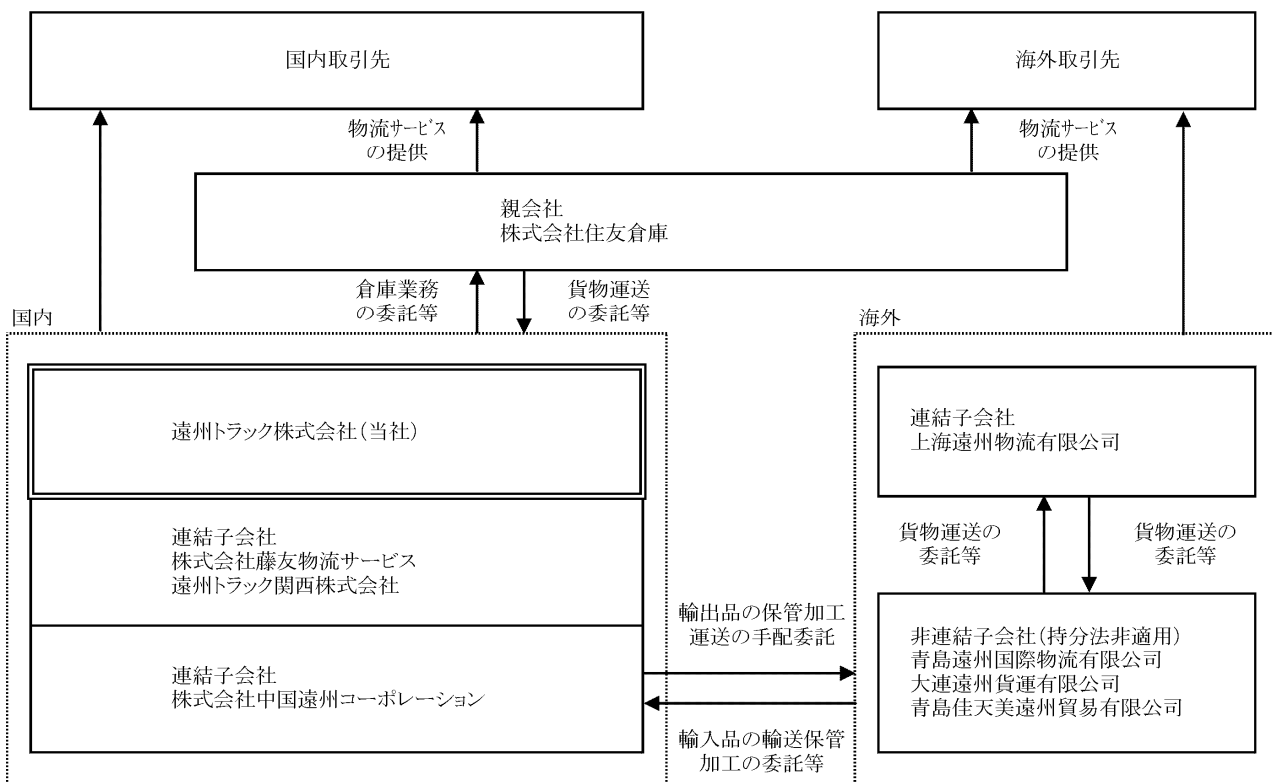 国内取引先
海外取引先
物流サービス
の提供
物流サービス
の提供
親会社
株式会社住友倉庫
倉庫業務
の委託等
貨物運送
の委託等
国内
海外
遠州トラック株式会社(当社)
連結子会社
上海遠州物流有限公司
連結子会社
株式会社藤友物流サービス
遠州トラック関西株式会社
貨物運送の
委託等
貨物運送の
委託等
輸出品の保管加工
運送の手配委託
連結子会社
株式会社中国遠州コーポレーション
非連結子会社(持分法非適用)
青島遠州国際物流有限公司
大連遠州貨運有限公司
青島佳天美遠州貿易有限公司
輸入品の輸送保管
加工の委託等